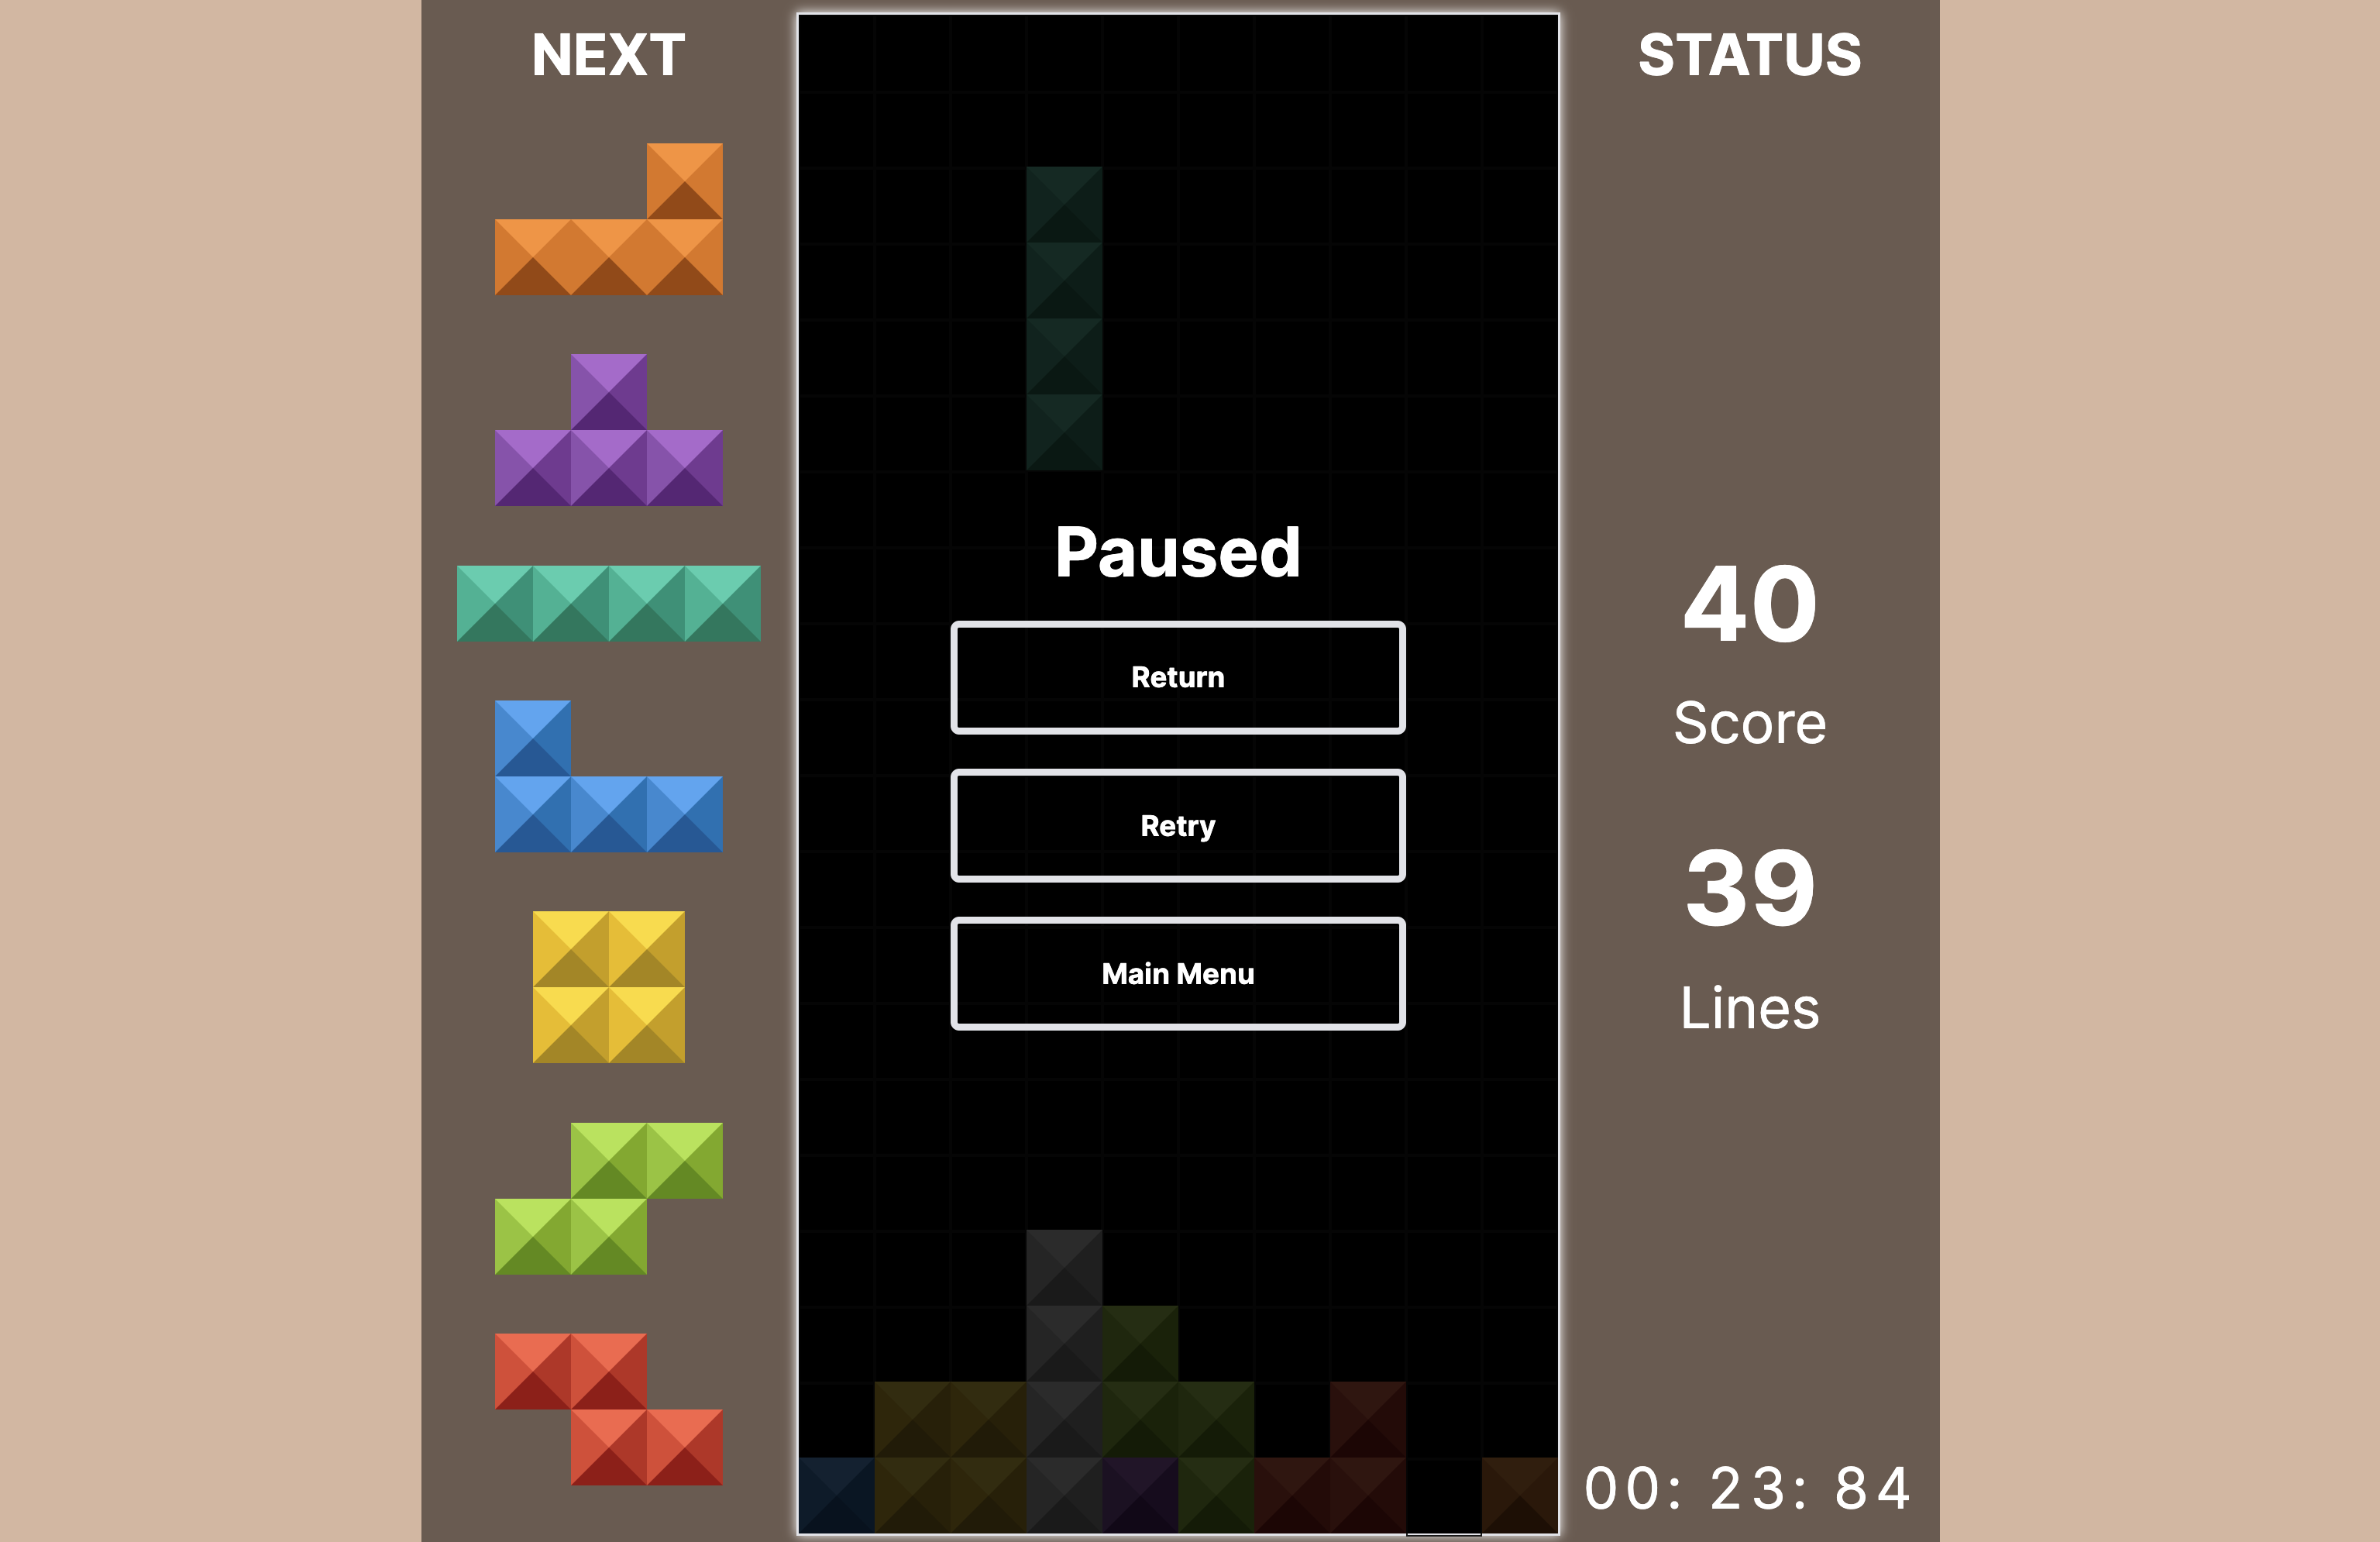 NEXT
STATUS
Paused
Return
Retry
Main Menu
40
Score
39
Lines
00: 23: 84